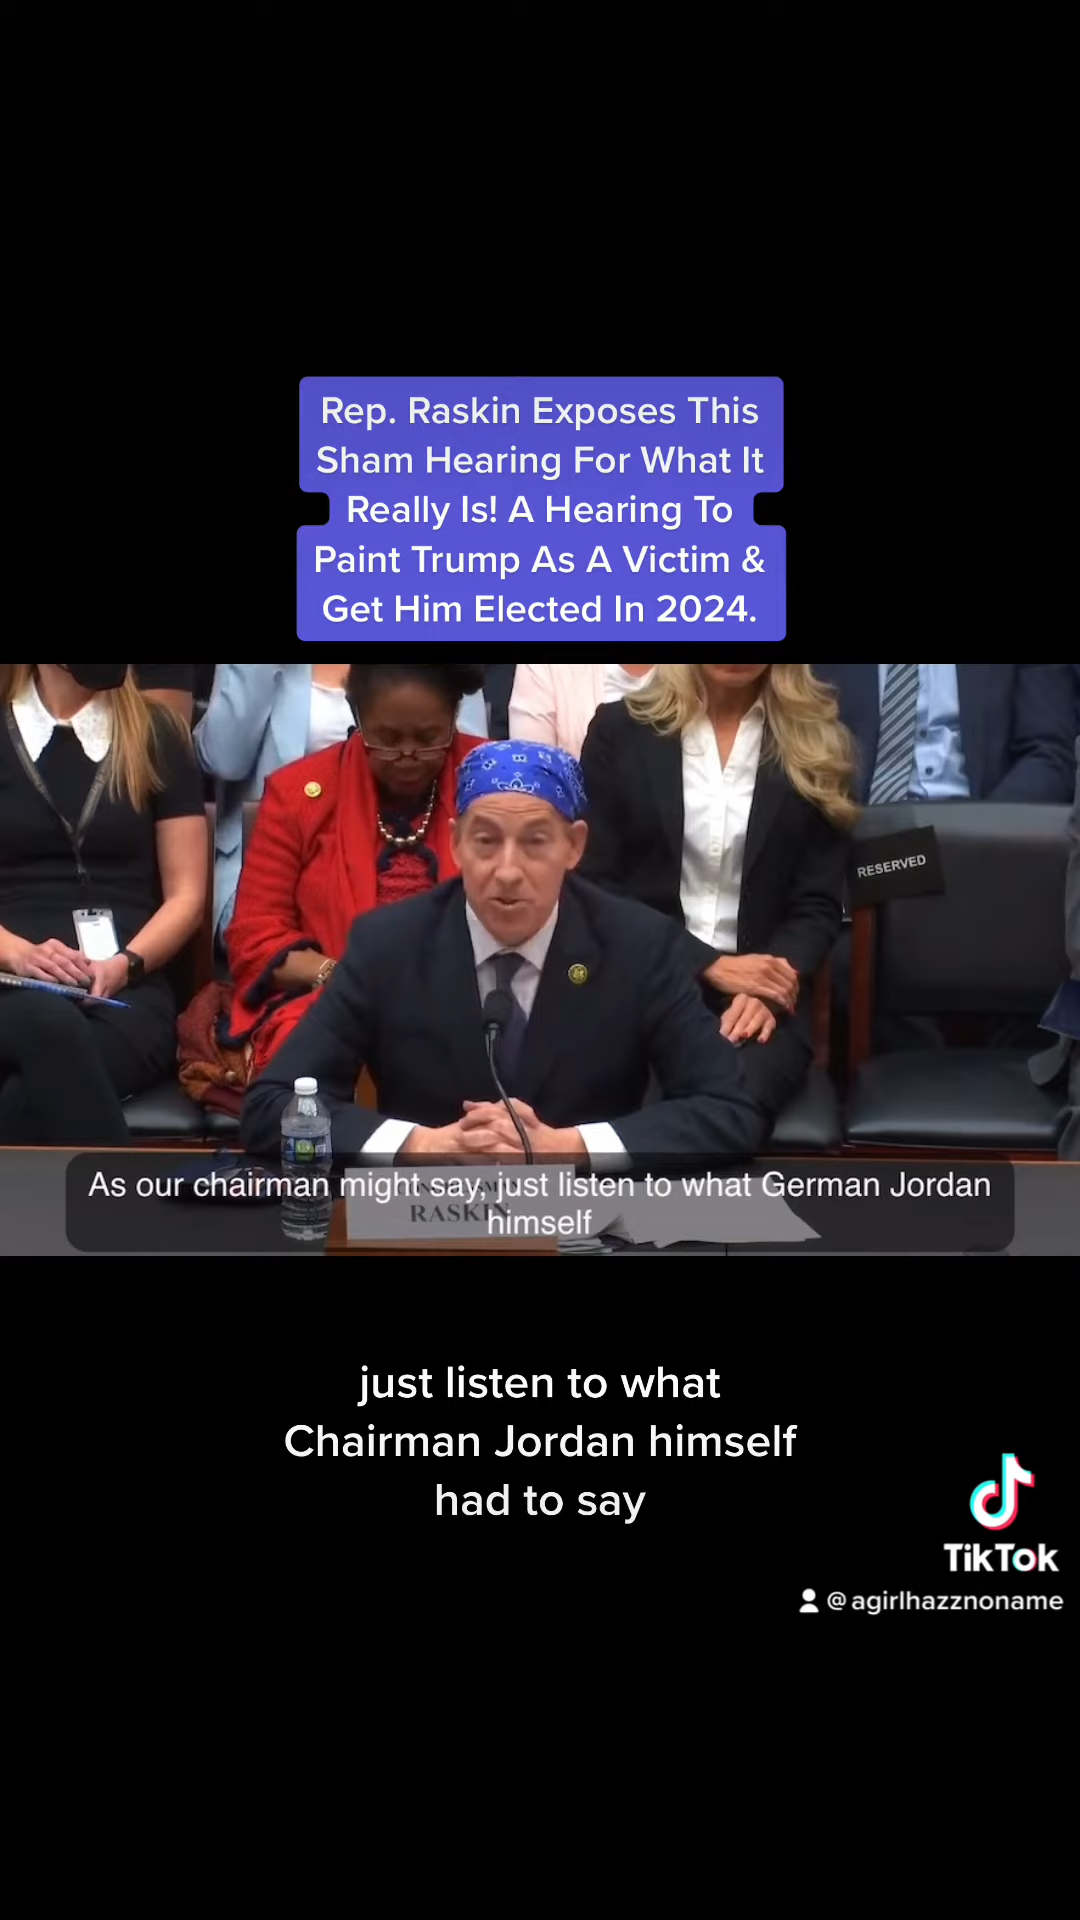 Rep. Raskin Exposes This
Sham Hearing For What It
Really Is! A Hearing To
Paint Trump As A Victim &
Get Him Elected In 2024.
RESERVED
As our chairman might say, just listen to what German Jordan
himself
RASKIN
just listen to what
Chairman Jordan himself
had to say
TikTok
@agirlhazznoname